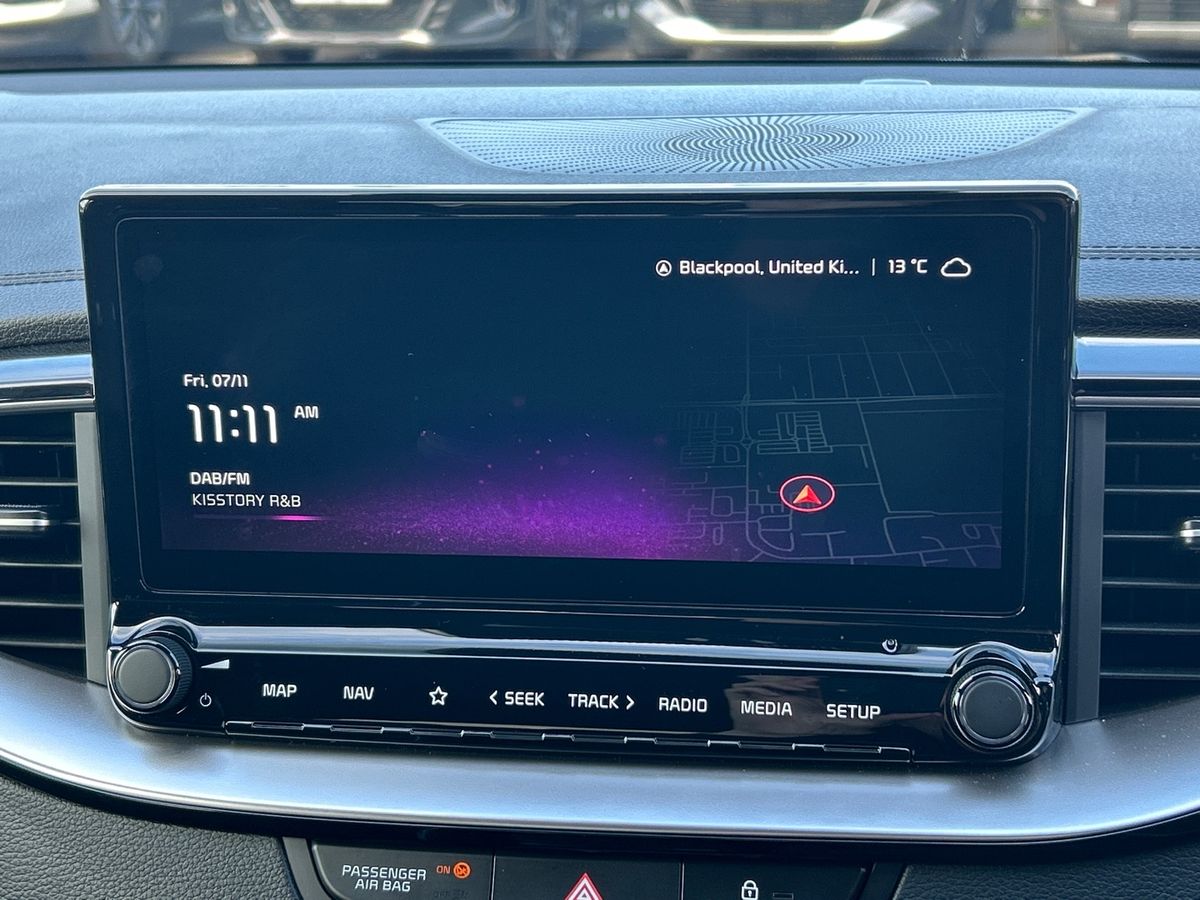 Blackpool, United Ki... | 13 °C
Fri, 07/11
11:11 AM
DAB/FM
KISSTORY R&B
MAP NAV < SEEK TRACK > RADIO MEDIA SETUP
PASSENGER ON
AIR BAG